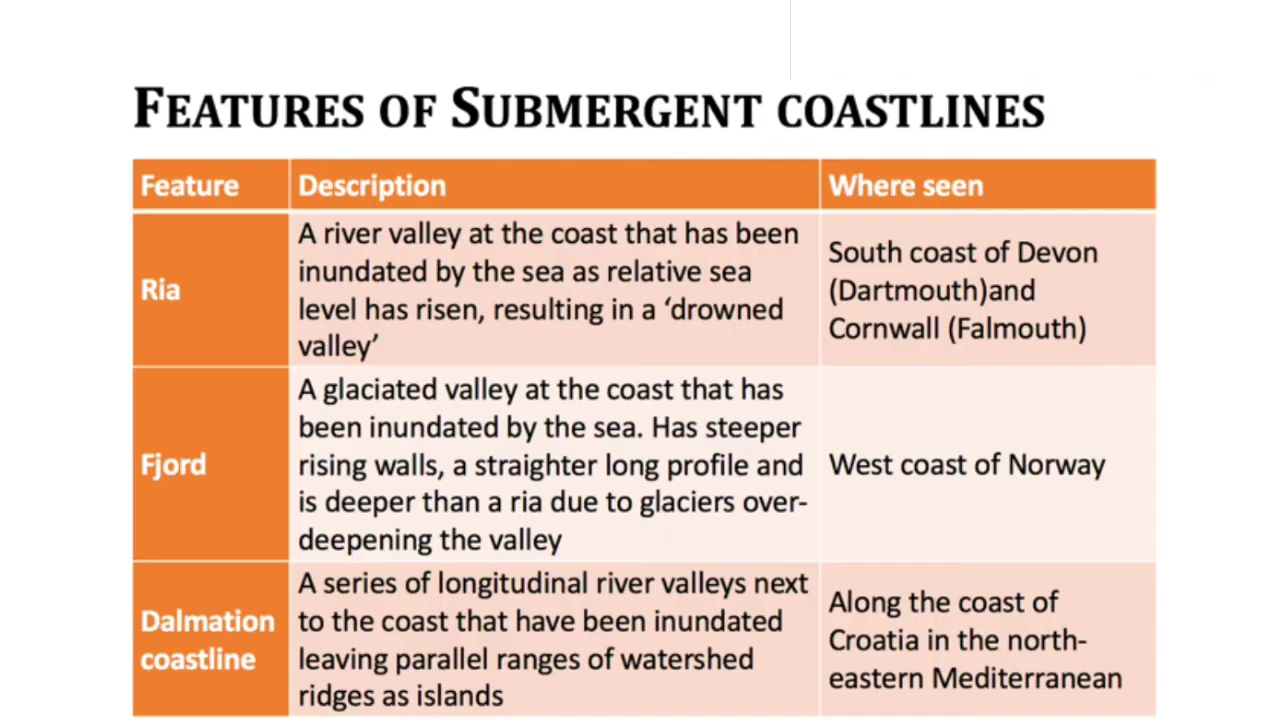 FEATURES OF SUBMERGENT COASTLINES
Feature
Description
Where seen
Ria
A river valley at the coast that has been
inundated by the sea as relative sea
level has risen, resulting in a ‘drowned
valley’
South coast of Devon
(Dartmouth)and
Cornwall (Falmouth)
Fjord
A glaciated valley at the coast that has
been inundated by the sea. Has steeper
rising walls, a straighter long profile and
is deeper than a ria due to glaciers over-
deepening the valley
West coast of Norway
Dalmation
coastline
A series of longitudinal river valleys next
to the coast that have been inundated
leaving parallel ranges of watershed
ridges as islands
Along the coast of
Croatia in the north-
eastern Mediterranean